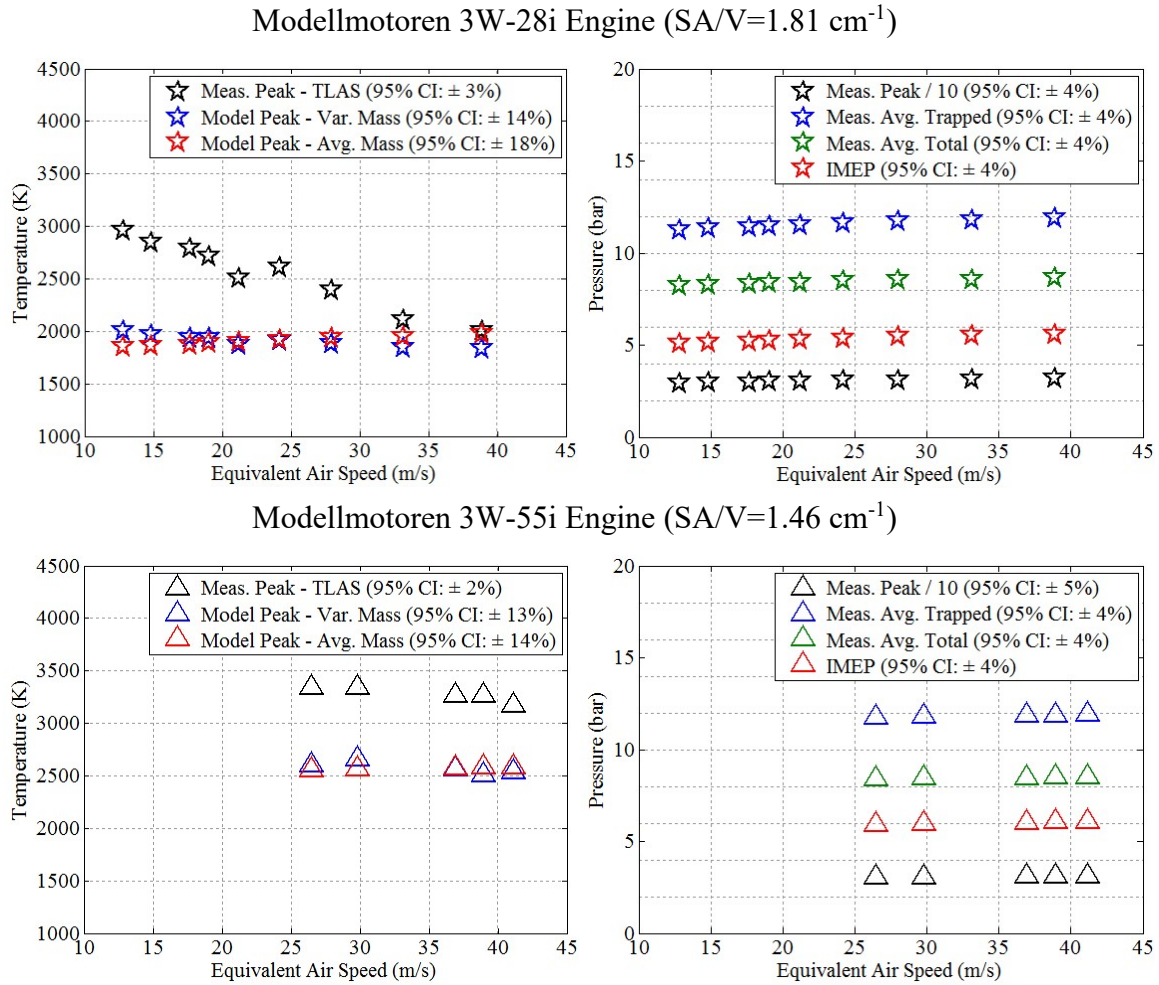 Modellmotoren 3W-28i Engine (SA/V=1.81 cm⁻¹)
4500
4000
3500
3000
2500
2000
1500
1000
Temperature (K)
Meas. Peak - TLAS (95% CI: ± 3%)
Model Peak - Var. Mass (95% CI: ± 14%)
Model Peak - Avg. Mass (95% CI: ± 18%)
10 15 20 25 30 35 40 45
Equivalent Air Speed (m/s)
20
15
10
5
0
Pressure (bar)
Meas. Peak / 10 (95% CI: ± 4%)
Meas. Avg. Trapped (95% CI: ± 4%)
Meas. Avg. Total (95% CI: ± 4%)
IMEP (95% CI: ± 4%)
10 15 20 25 30 35 40 45
Equivalent Air Speed (m/s)
Modellmotoren 3W-55i Engine (SA/V=1.46 cm⁻¹)
4500
4000
3500
3000
2500
2000
1500
1000
Temperature (K)
Meas. Peak - TLAS (95% CI: ± 2%)
Model Peak - Var. Mass (95% CI: ± 13%)
Model Peak - Avg. Mass (95% CI: ± 14%)
10 15 20 25 30 35 40 45
Equivalent Air Speed (m/s)
20
15
10
5
0
Pressure (bar)
Meas. Peak / 10 (95% CI: ± 5%)
Meas. Avg. Trapped (95% CI: ± 4%)
Meas. Avg. Total (95% CI: ± 4%)
IMEP (95% CI: ± 4%)
10 15 20 25 30 35 40 45
Equivalent Air Speed (m/s)